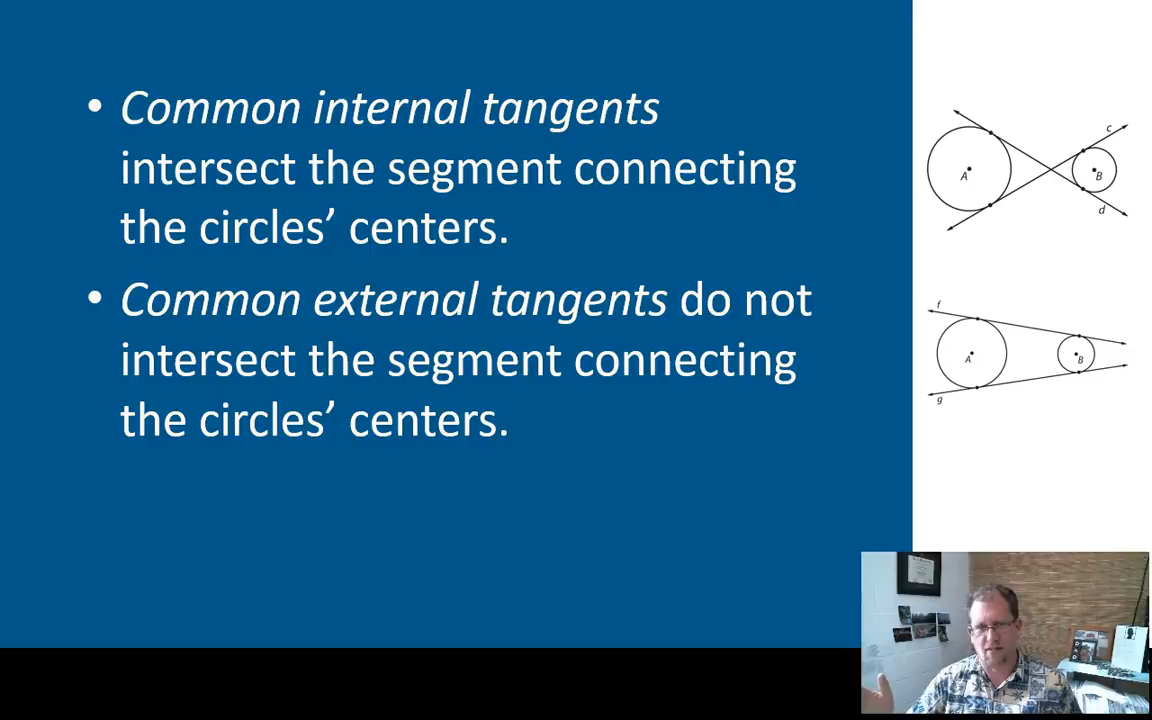 • Common internal tangents
intersect the segment connecting
the circles’ centers.
• Common external tangents do not
intersect the segment connecting
the circles’ centers.
c
A
B
d
f
A
B
g